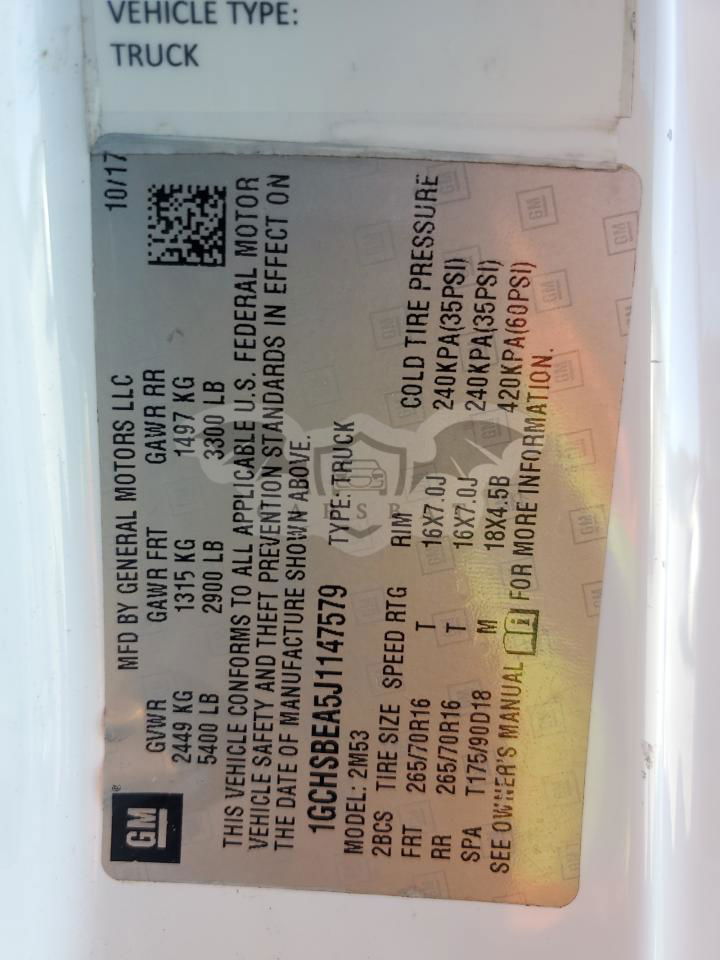 VEHICLE TYPE:
TRUCK
GM
MFD BY GENERAL MOTORS LLC 10/17
GVWR GAWR FRT GAWR RR
2449 KG 1315 KG 1497 KG
5400 LB 2900 LB 3300 LB
THIS VEHICLE CONFORMS TO ALL APPLICABLE U.S. FEDERAL MOTOR
VEHICLE SAFETY AND THEFT PREVENTION STANDARDS IN EFFECT ON
THE DATE OF MANUFACTURE SHOWN ABOVE.
1GCHSBEA5J1147579 TYPE: TRUCK
MODEL: 2M53
2BCS TIRE SIZE SPEED RTG RIM COLD TIRE PRESSURE
FRT 265/70R16 T 16X7.0J 240KPA(35PSI)
RR 265/70R16 T 16X7.0J 240KPA(35PSI)
SPA T175/90D18 M 18X4.5B 420KPA(60PSI)
SEE OWNER'S MANUAL FOR MORE INFORMATION.